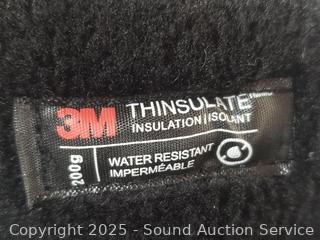 3M THINSULATE
INSULATION | ISOLANT
200g
WATER RESISTANT
IMPERMÉABLE
Copyright © 2025 - Sound Auction Service